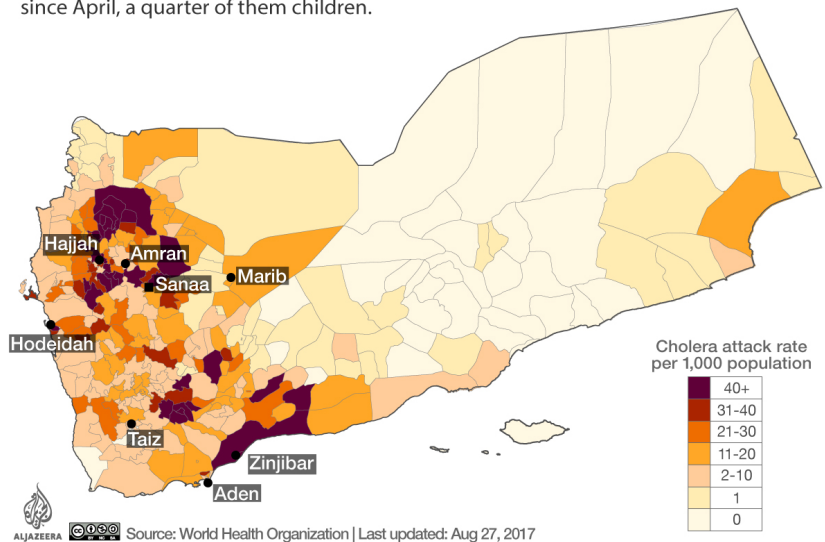 since April, a quarter of them children.
Hajjah
Amran
Sanaa
Marib
Hodeidah
Taiz
Zinjibar
Aden
Cholera attack rate
per 1,000 population
40+
31-40
21-30
11-20
2-10
1
0
ALJAZEERA
Source: World Health Organization | Last updated: Aug 27, 2017